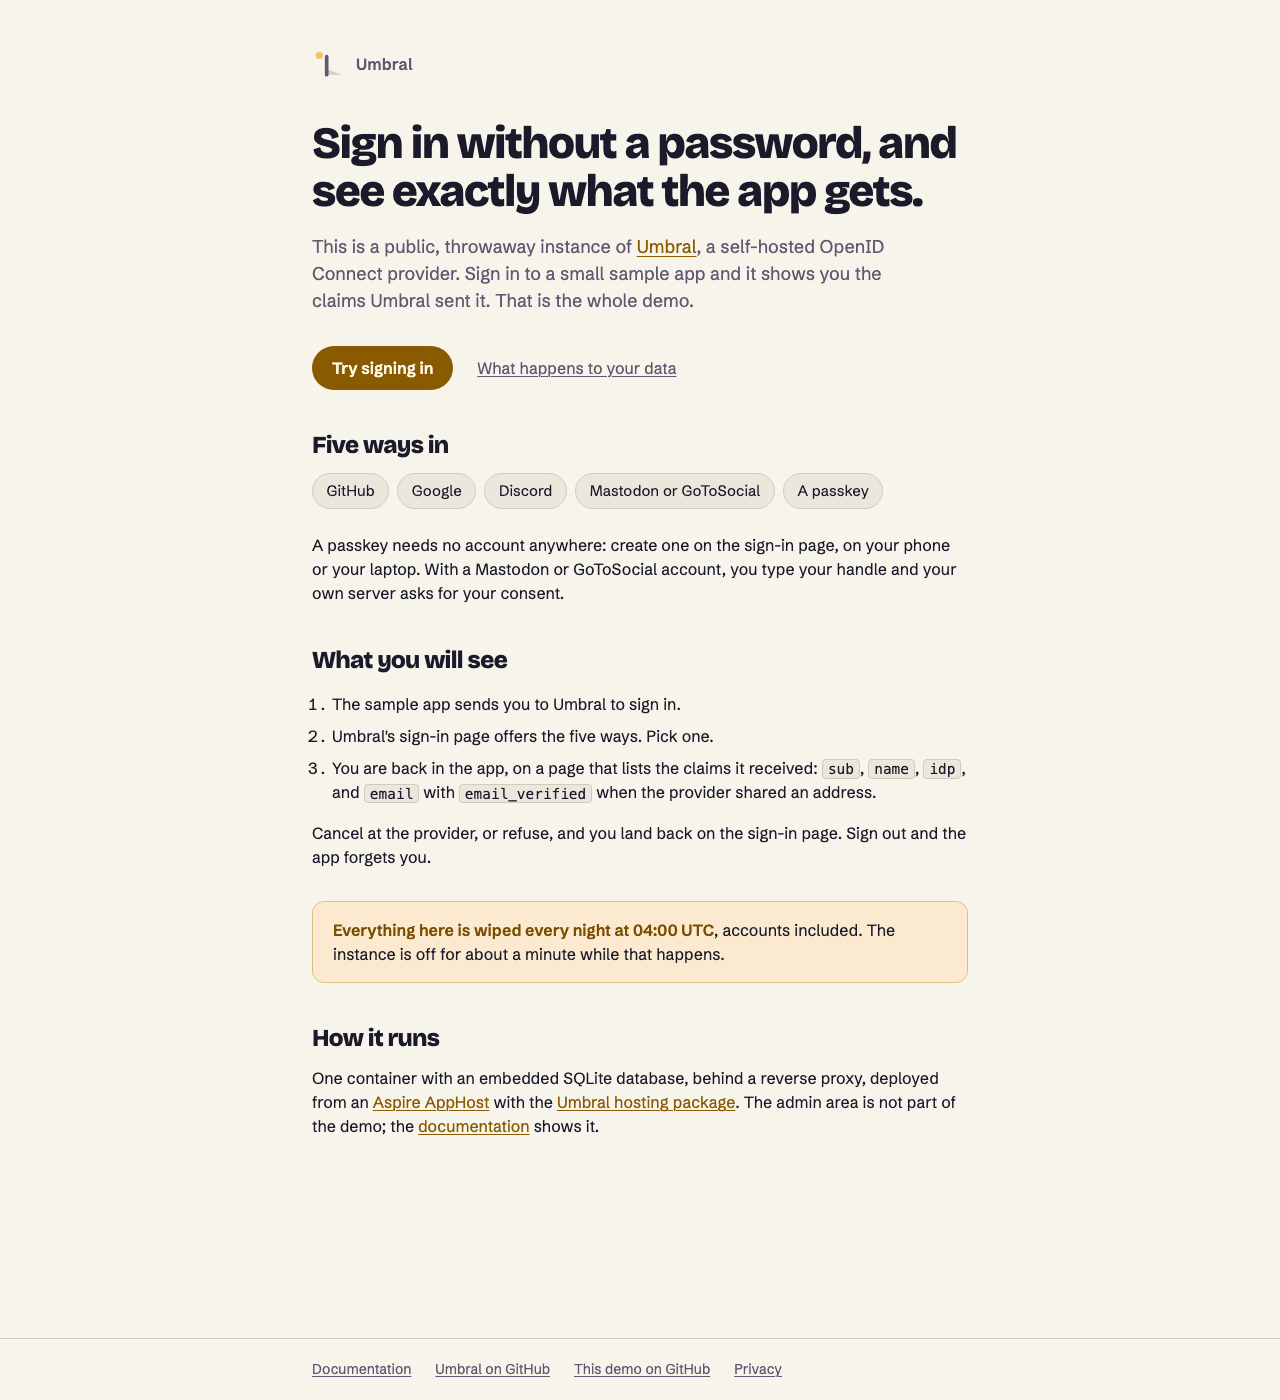 Umbral
Sign in without a password, and
see exactly what the app gets.
This is a public, throwaway instance of Umbral, a self-hosted OpenID
Connect provider. Sign in to a small sample app and it shows you the
claims Umbral sent it. That is the whole demo.
Try signing in
What happens to your data
Five ways in
GitHub
Google
Discord
Mastodon or GoToSocial
A passkey
A passkey needs no account anywhere: create one on the sign-in page, on your phone
or your laptop. With a Mastodon or GoToSocial account, you type your handle and your
own server asks for your consent.
What you will see
1. The sample app sends you to Umbral to sign in.
2. Umbral's sign-in page offers the five ways. Pick one.
3. You are back in the app, on a page that lists the claims it received: sub, name, idp,
and email with email_verified when the provider shared an address.
Cancel at the provider, or refuse, and you land back on the sign-in page. Sign out and the
app forgets you.
Everything here is wiped every night at 04:00 UTC, accounts included. The
instance is off for about a minute while that happens.
How it runs
One container with an embedded SQLite database, behind a reverse proxy, deployed
from an Aspire AppHost with the Umbral hosting package. The admin area is not part of
the demo; the documentation shows it.
Documentation
Umbral on GitHub
This demo on GitHub
Privacy